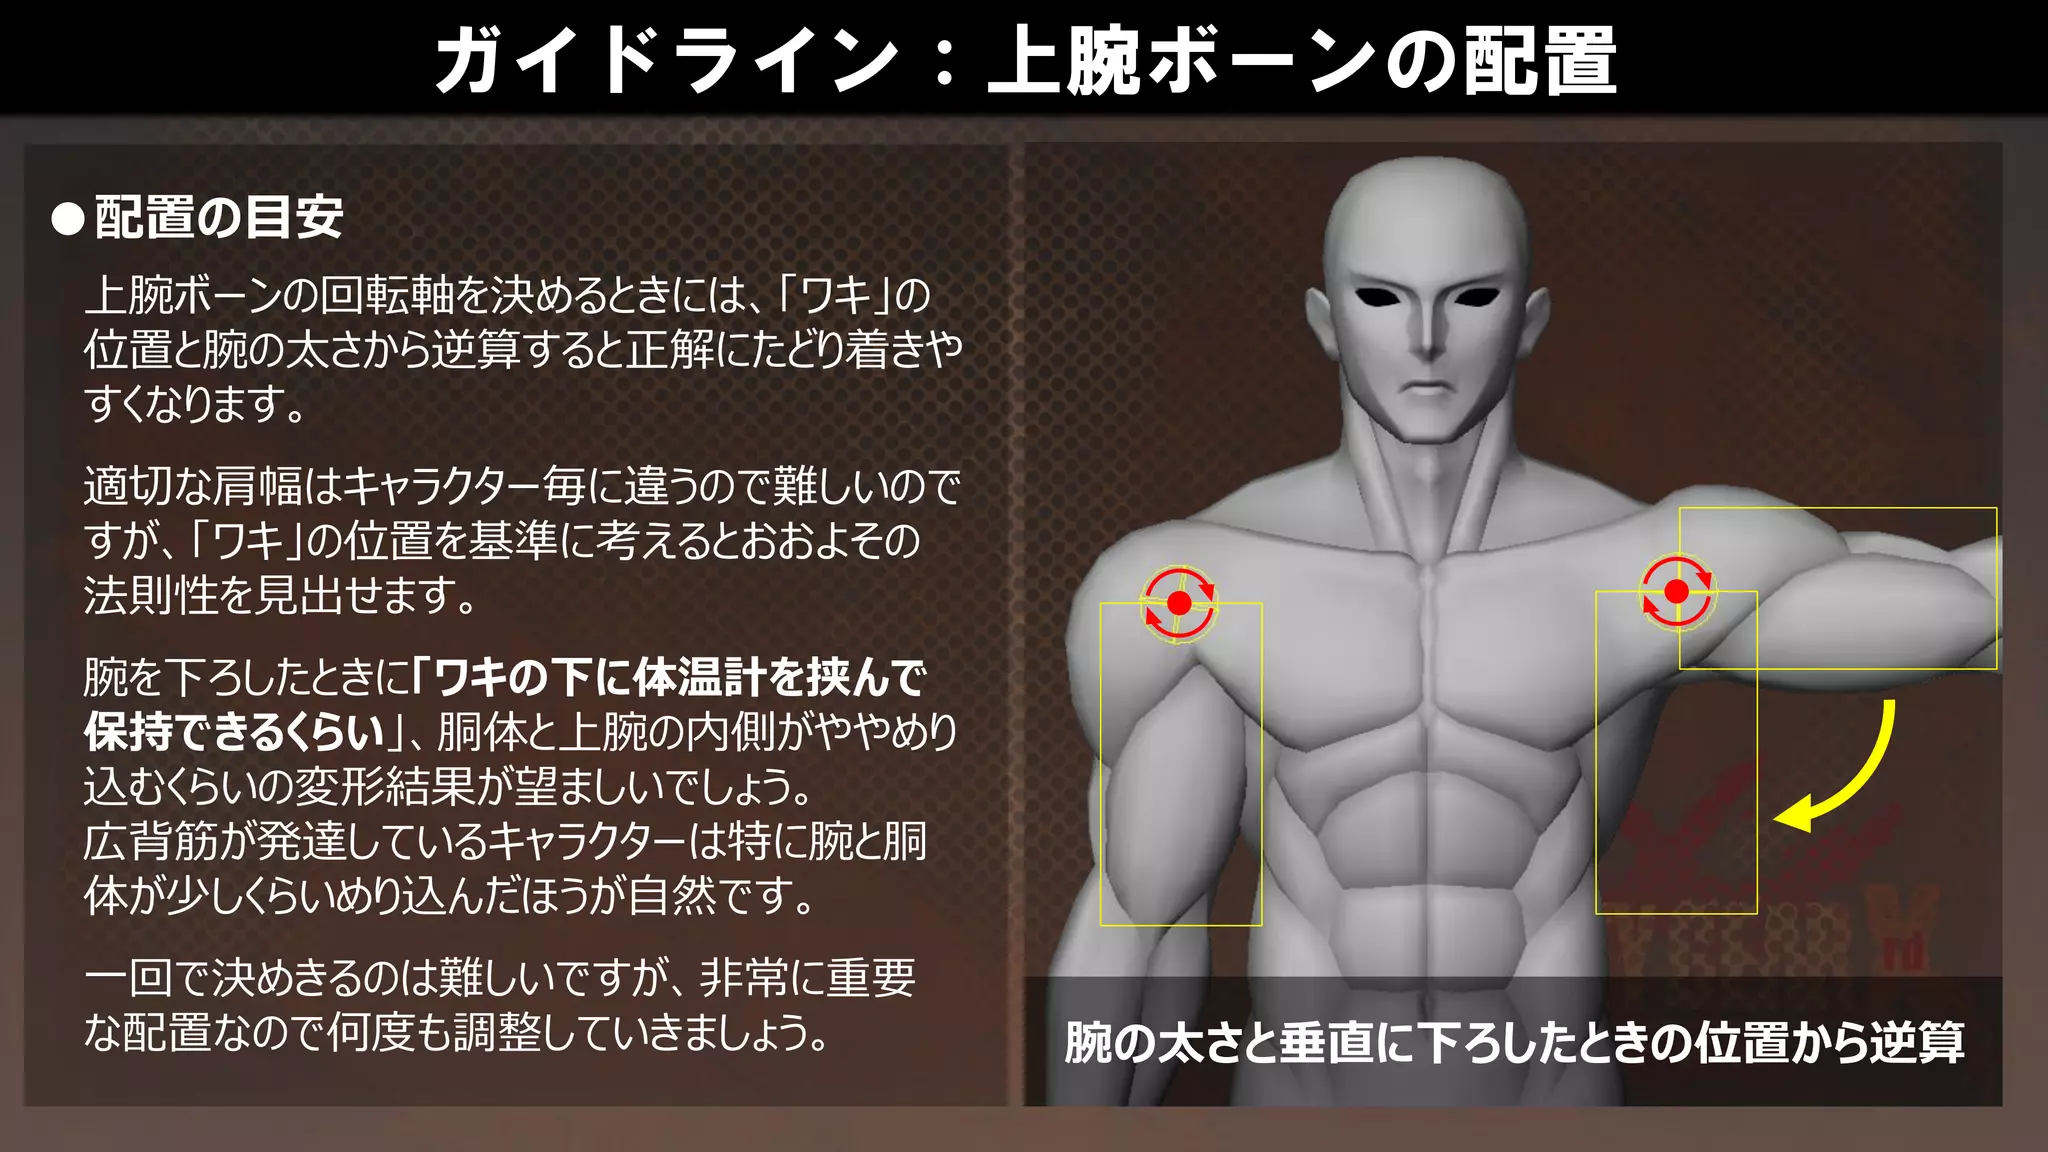 ガイドライン：上腕ボーンの配置
●配置の目安
上腕ボーンの回転軸を決めるときには、「ワキ」の
位置と腕の太さから逆算すると正解にたどり着きや
すくなります。
適切な肩幅はキャラクター毎に違うので難しいので
すが、「ワキ」の位置を基準に考えるとおおよその
法則性を見出せます。
腕を下ろしたときに「ワキの下に体温計を挟んで
保持できるくらい」、胴体と上腕の内側がややめり
込むくらいの変形結果が望ましいでしょう。
広背筋が発達しているキャラクターは特に腕と胴
体が少しくらいめり込んだほうが自然です。
一回で決めきるのは難しいですが、非常に重要
な配置なので何度も調整していきましょう。
rd
腕の太さと垂直に下ろしたときの位置から逆算